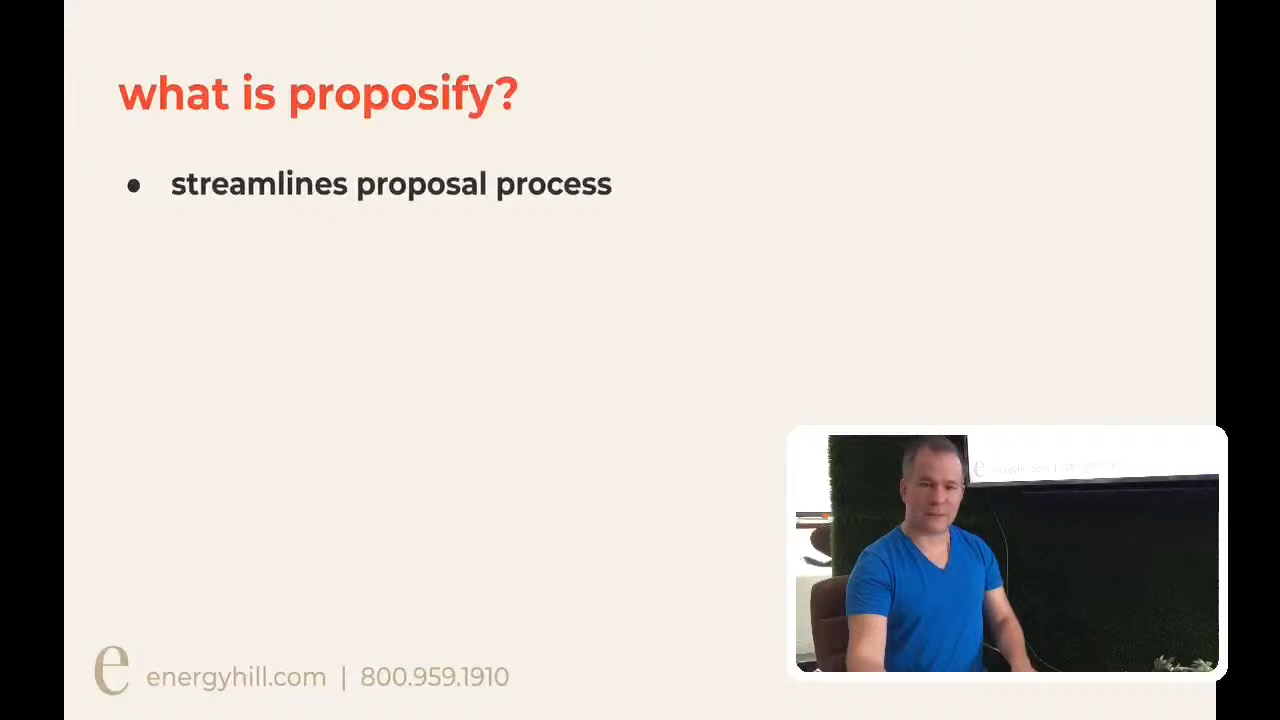 what is proposify?
● streamlines proposal process
e energyhill.com | 800.959.1910